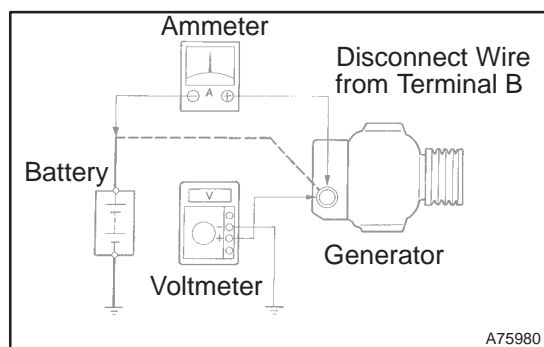 Ammeter
Disconnect Wire
from Terminal B
A
Battery
V
Voltmeter
Generator
A75980